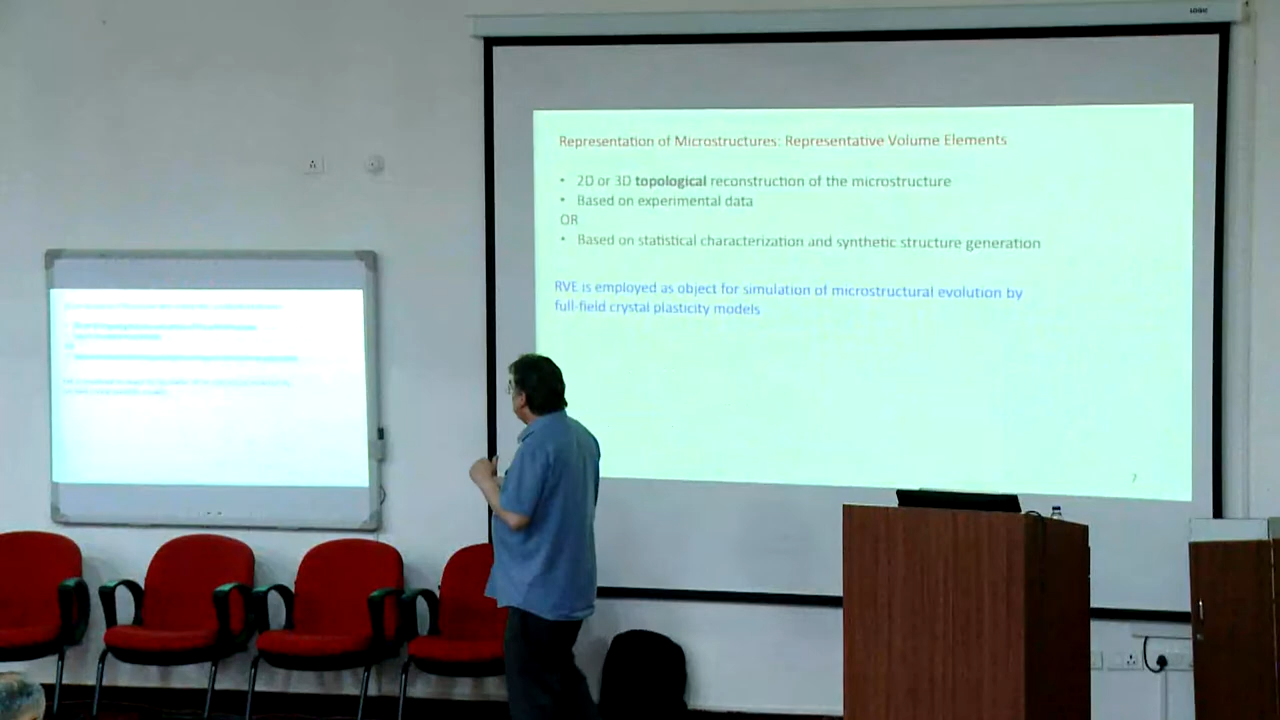 Representation of Microstructures: Representative Volume Elements
• 2D or 3D topological reconstruction of the microstructure
• Based on experimental data
OR
• Based on statistical characterization and synthetic structure generation
RVE is employed as object for simulation of microstructural evolution by
full-field crystal plasticity models
7